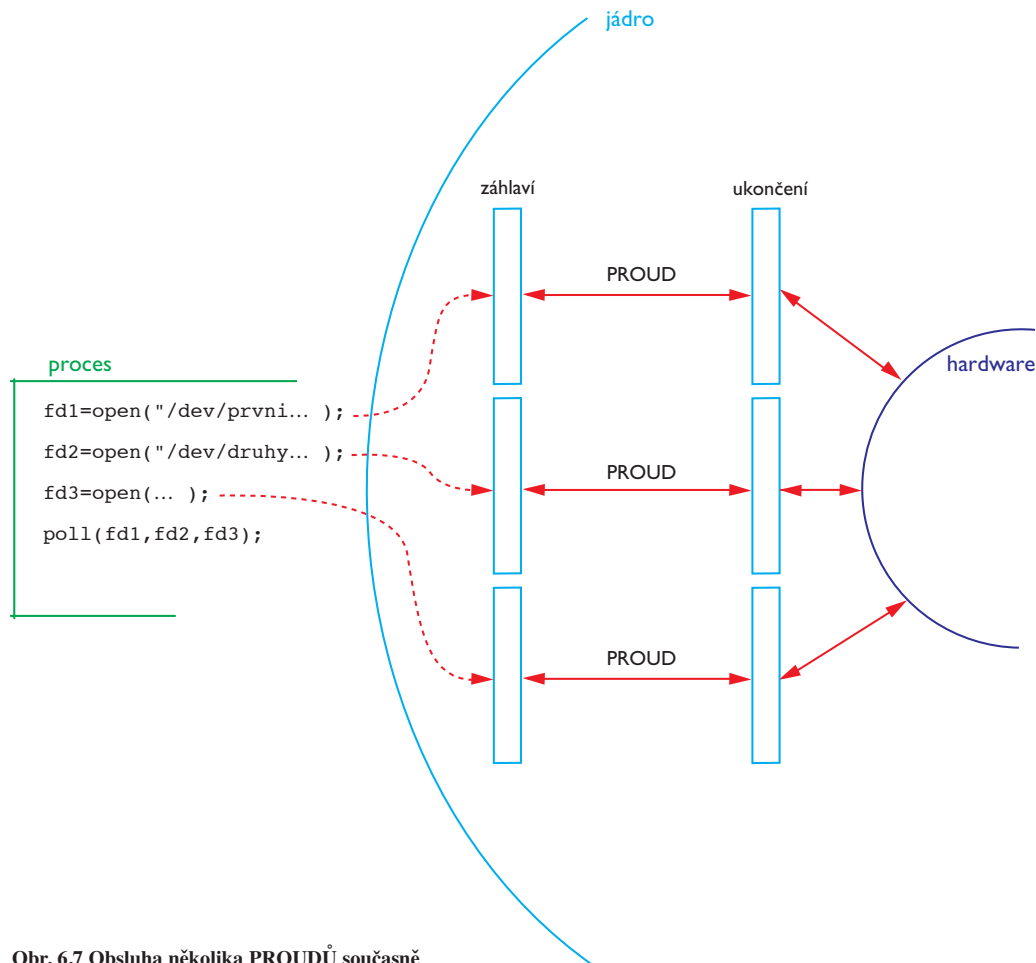 jádro
záhlaví
ukončení
PROUD
hardware
proces
fd1=open("/dev/prvni… );
fd2=open("/dev/druhy… );
PROUD
fd3=open(… );
poll(fd1,fd2,fd3);
PROUD
Obr. 6.7 Obsluha několika PROUDŮ současně